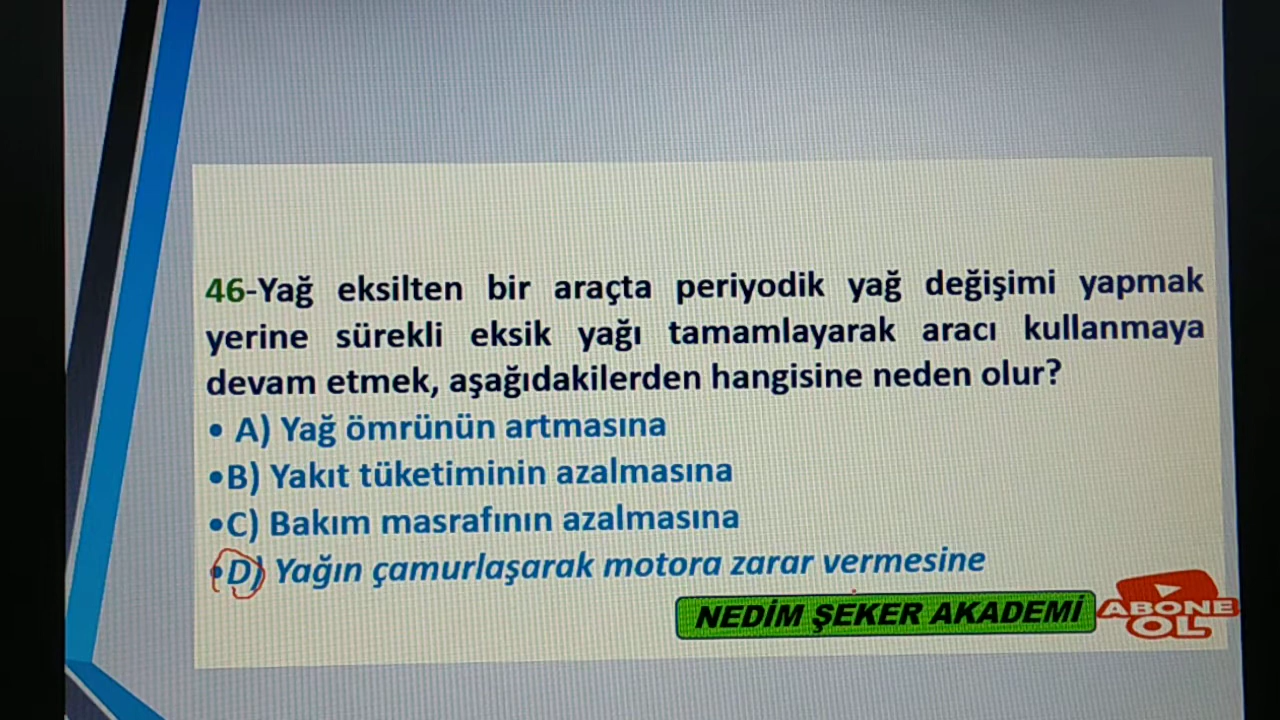 46-Yağ eksilten bir araçta periyodik yağ değişimi yapmak
yerine sürekli eksik yağı tamamlayarak aracı kullanmaya
devam etmek, aşağıdakilerden hangisine neden olur?
• A) Yağ ömrünün artmasına
•B) Yakıt tüketiminin azalmasına
•C) Bakım masrafının azalmasına
•D) Yağın çamurlaşarak motora zarar vermesine
NEDİM ŞEKER AKADEMİ
ABONE
OL